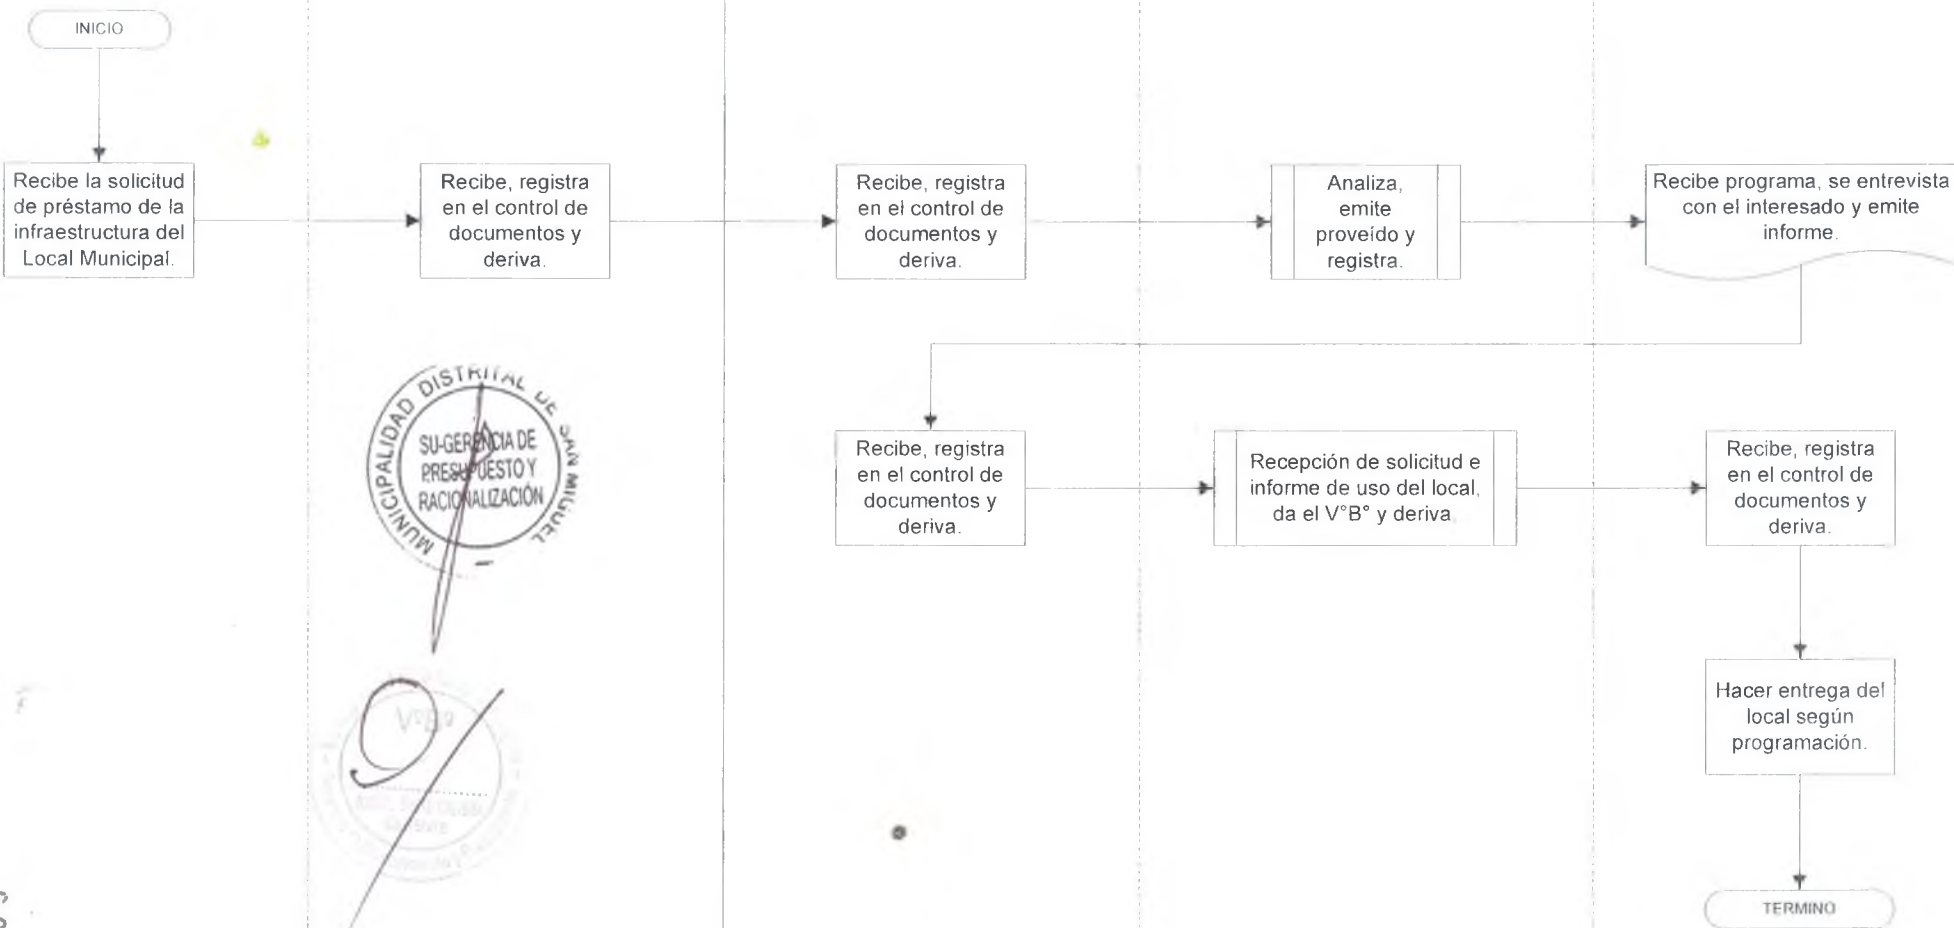 INICIO
Recibe la solicitud
de préstamo de la
infraestructura del
Local Municipal.
Recibe, registra
en el control de
documentos y
deriva.
Recibe, registra
en el control de
documentos y
deriva.
Analiza,
emite
proveído y
registra.
Recibe programa, se entrevista
con el interesado y emite
informe.
Recibe, registra
en el control de
documentos y
deriva.
Recepción de solicitud e
informe de uso del local,
da el V°B° y deriva.
Recibe, registra
en el control de
documentos y
deriva.
Hacer entrega del
local según
programación.
TERMINO
MUNICIPALIDAD DISTRITAL DE SAN MIGUEL
SU-GERENCIA DE
PRESUPUESTO Y
RACIONALIZACIÓN
V°B°